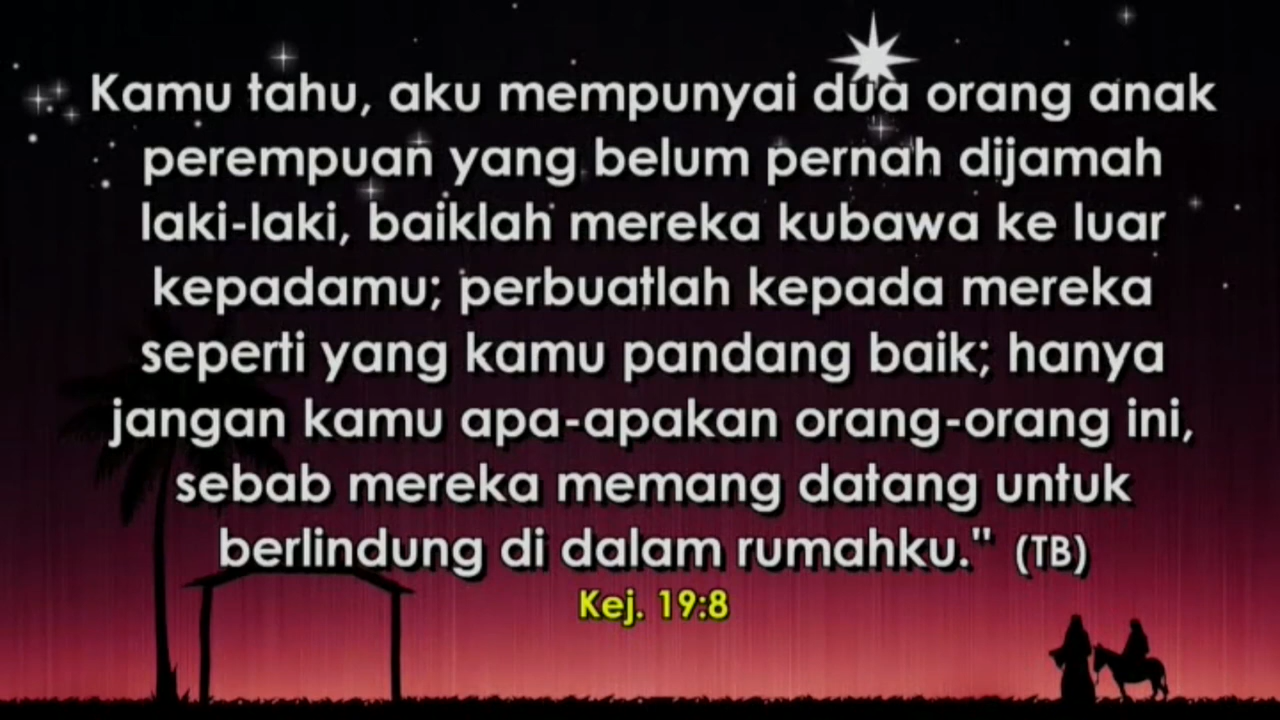 Kamu tahu, aku mempunyai dua orang anak
perempuan yang belum pernah dijamah
laki-laki, baiklah mereka kubawa ke luar
kepadamu; perbuatlah kepada mereka
seperti yang kamu pandang baik; hanya
jangan kamu apa-apakan orang-orang ini,
sebab mereka memang datang untuk
berlindung di dalam rumahku." (TB)
Kej. 19:8